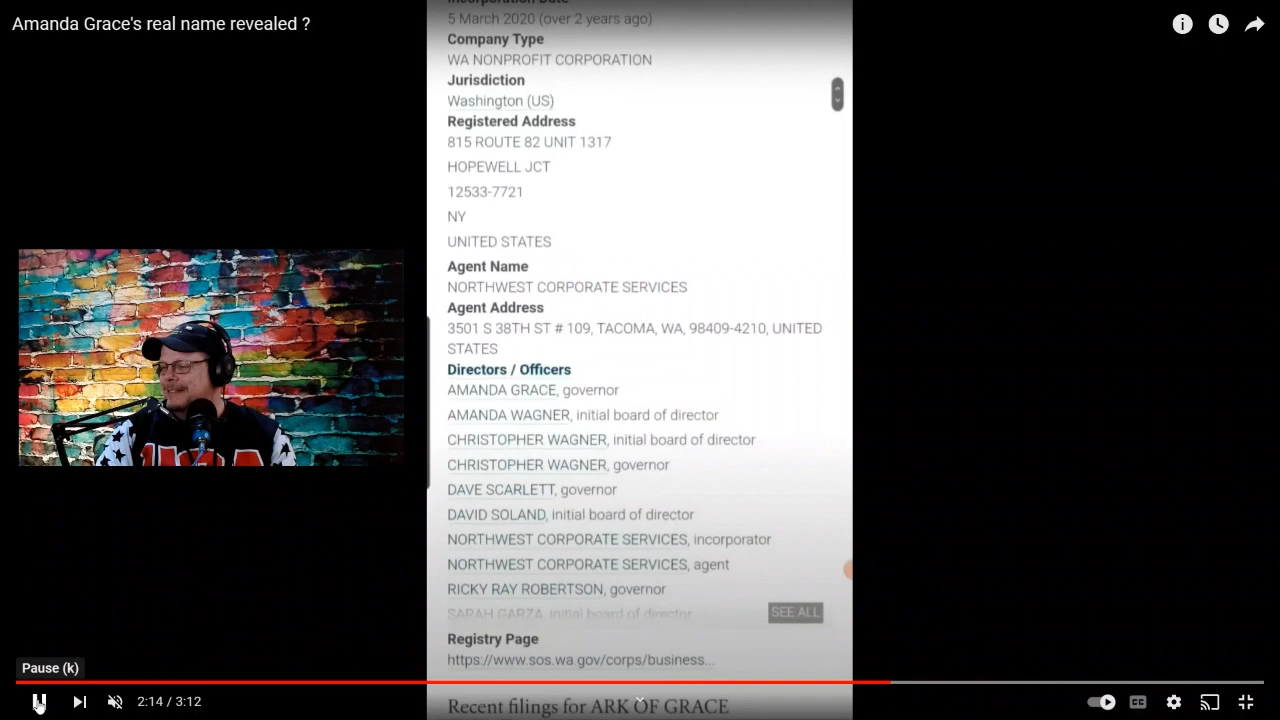 Amanda Grace's real name revealed ?
Incorporation Date
5 March 2020 (over 2 years ago)
Company Type
WA NONPROFIT CORPORATION
Jurisdiction
Washington (US)
Registered Address
815 ROUTE 82 UNIT 1317
HOPEWELL JCT
12533-7721
NY
UNITED STATES
Agent Name
NORTHWEST CORPORATE SERVICES
Agent Address
3501 S 38TH ST # 109, TACOMA, WA, 98409-4210, UNITED
STATES
Directors / Officers
AMANDA GRACE, governor
AMANDA WAGNER, initial board of director
CHRISTOPHER WAGNER, initial board of director
CHRISTOPHER WAGNER, governor
DAVE SCARLETT, governor
DAVID SOLAND, initial board of director
NORTHWEST CORPORATE SERVICES, incorporator
NORTHWEST CORPORATE SERVICES, agent
RICKY RAY ROBERTSON, governor
SARAH GARZA, initial board of director
SEE ALL
Registry Page
https://www.sos.wa.gov/corps/business...
Recent filings for ARK OF GRACE
Pause (k)
2:14 / 3:12
CC